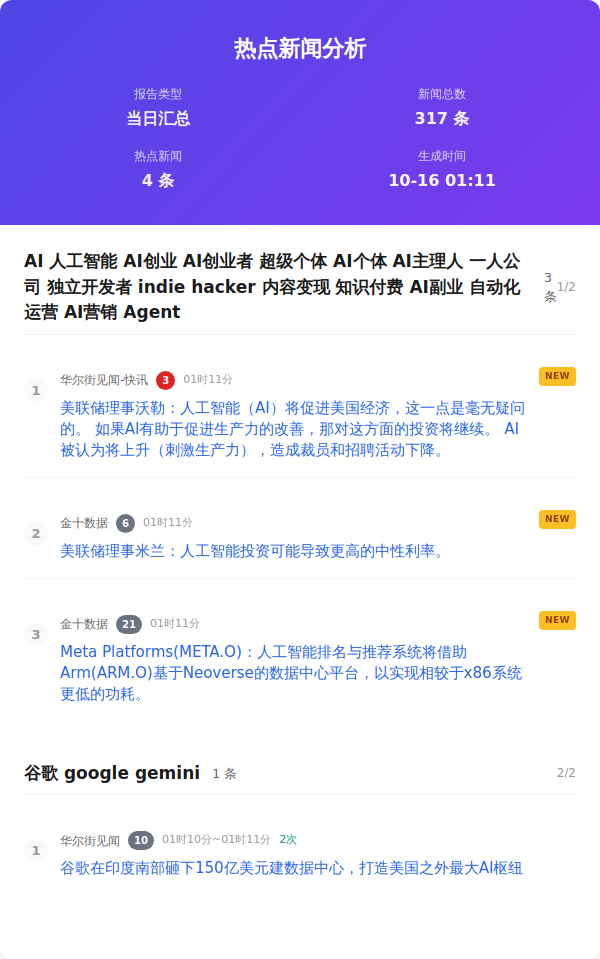 热点新闻分析
报告类型
当日汇总
新闻总数
317 条
热点新闻
4 条
生成时间
10-16 01:11
AI 人工智能 AI创业 AI创业者 超级个体 AI个体 AI主理人 一人公
司 独立开发者 indie hacker 内容变现 知识付费 AI副业 自动化
运营 AI营销 Agent
3
条
1/2
1
华尔街见闻-快讯 3 01时11分
NEW
美联储理事沃勒：人工智能（AI）将促进美国经济，这一点是毫无疑问
的。 如果AI有助于促进生产力的改善，那对这方面的投资将继续。 AI
被认为将上升（刺激生产力），造成裁员和招聘活动下降。
2
金十数据 6 01时11分
NEW
美联储理事米兰：人工智能投资可能导致更高的中性利率。
3
金十数据 21 01时11分
NEW
Meta Platforms(META.O)：人工智能排名与推荐系统将借助
Arm(ARM.O)基于Neoverse的数据中心平台，以实现相较于x86系统
更低的功耗。
谷歌 google gemini 1 条
2/2
1
华尔街见闻 10 01时10分~01时11分 2次
谷歌在印度南部砸下150亿美元建数据中心，打造美国之外最大AI枢纽